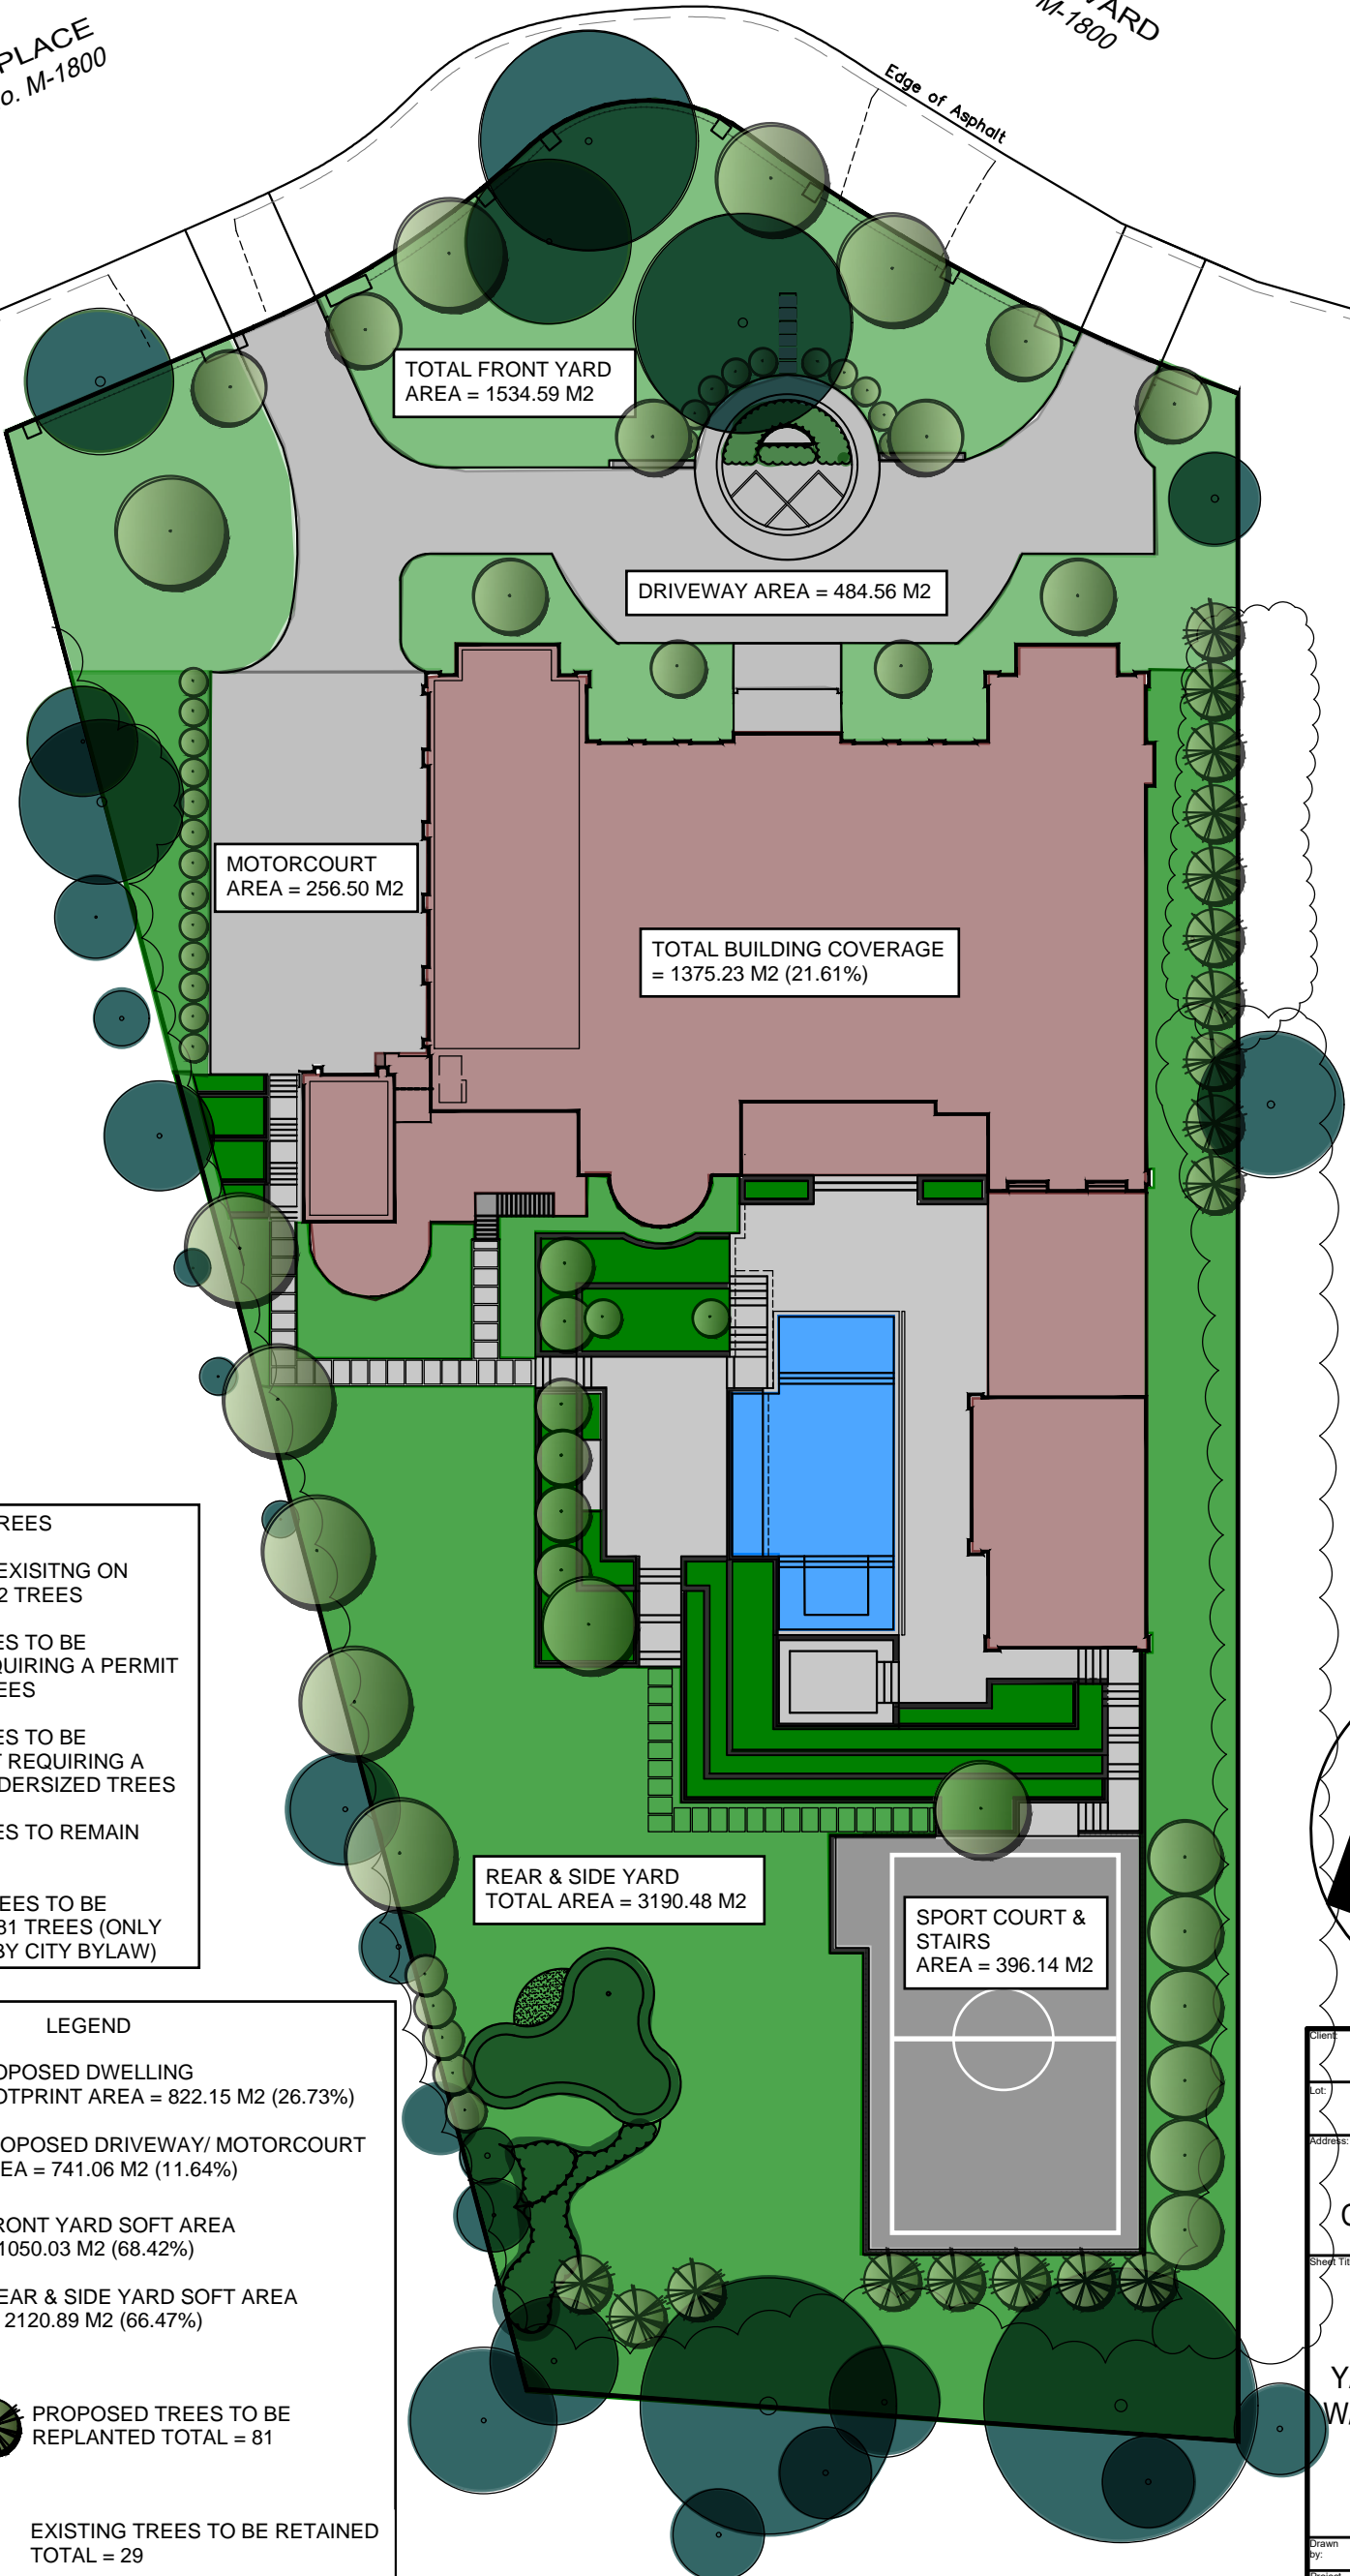 PLACE
o. M-1800
VARD
M-1800
Edge of Asphalt
TOTAL FRONT YARD
AREA = 1534.59 M2
DRIVEWAY AREA = 484.56 M2
MOTORCOURT
AREA = 256.50 M2
TOTAL BUILDING COVERAGE
= 1375.23 M2 (21.61%)
REES
EXISITNG ON
2 TREES
ES TO BE
QUIRING A PERMIT
EES
ES TO BE
T REQUIRING A
DERSIZED TREES
ES TO REMAIN
EES TO BE
81 TREES (ONLY
BY CITY BYLAW)
REAR & SIDE YARD
TOTAL AREA = 3190.48 M2
SPORT COURT &
STAIRS
AREA = 396.14 M2
LEGEND
OPOSED DWELLING
OTPRINT AREA = 822.15 M2 (26.73%)
OPOSED DRIVEWAY/ MOTORCOURT
EA = 741.06 M2 (11.64%)
RONT YARD SOFT AREA
1050.03 M2 (68.42%)
EAR & SIDE YARD SOFT AREA
2120.89 M2 (66.47%)
PROPOSED TREES TO BE
REPLANTED TOTAL = 81
EXISTING TREES TO BE RETAINED
TOTAL = 29
Client:
Lot:
Address:
Sheet Tit
YA
W
Drawn
by: